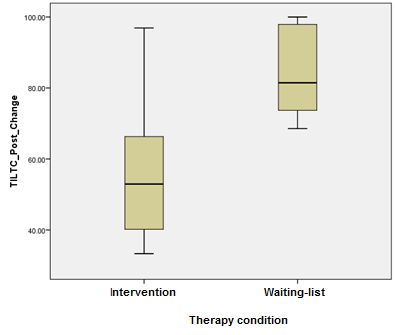 TILTC_Post_Change
100.00
80.00
60.00
40.00
Intervention Waiting-list
Therapy condition